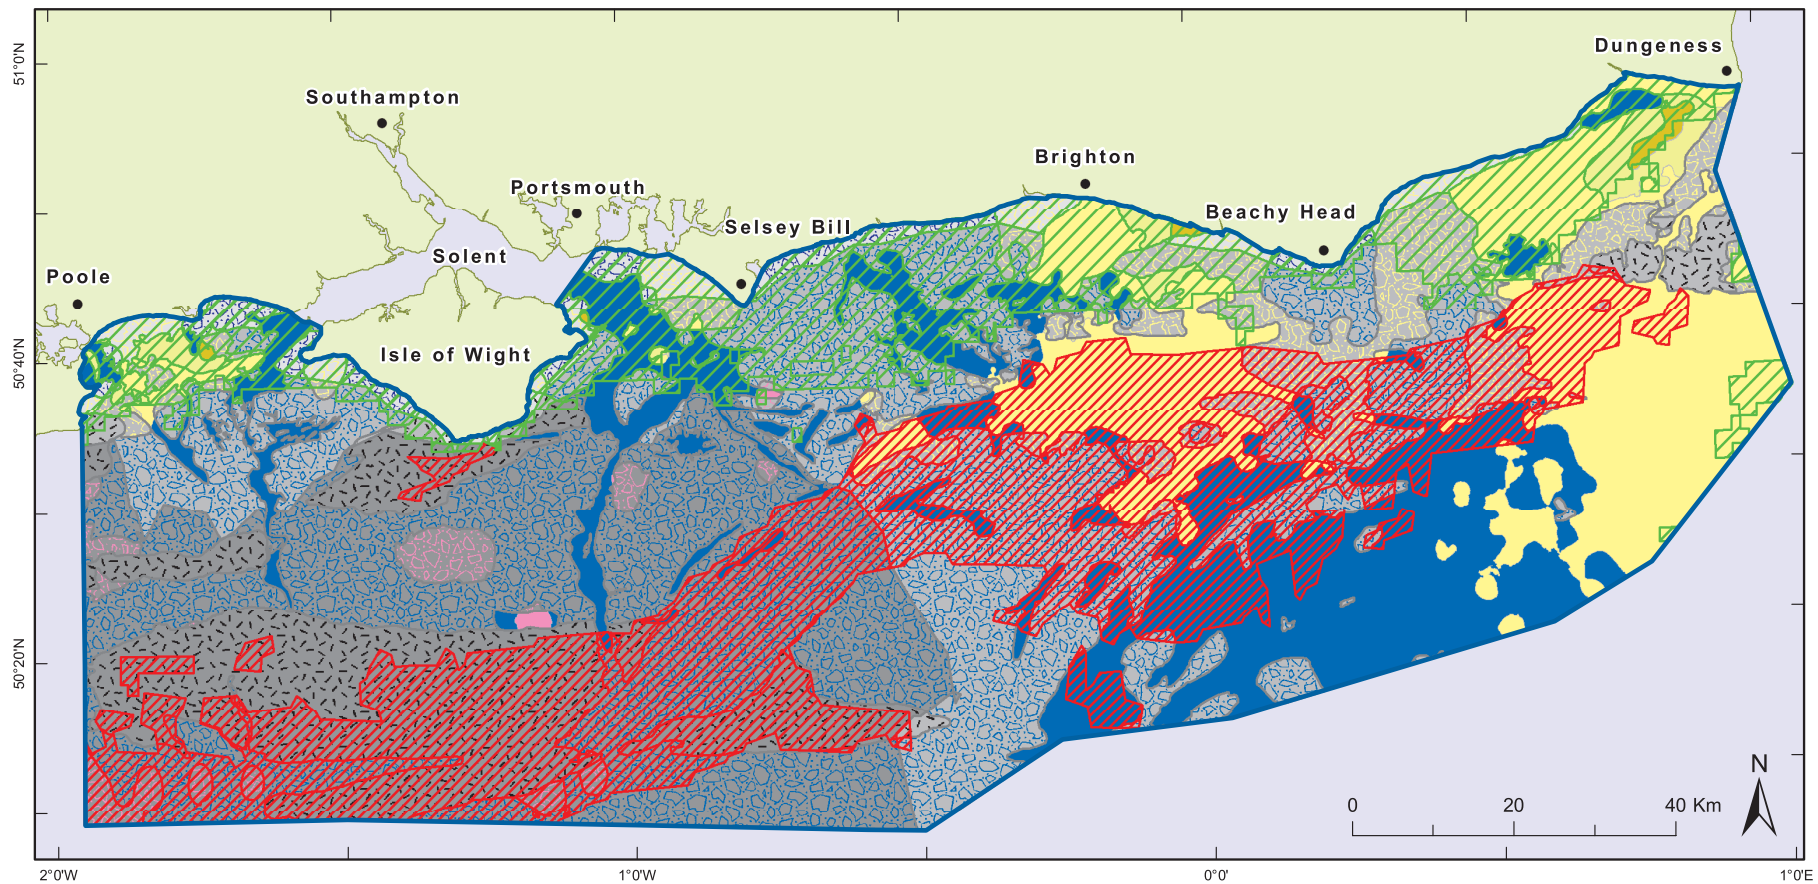 Dungeness
51°0'N
Southampton
Brighton
Portsmouth
Beachy Head
Selsey Bill
Solent
Poole
Isle of Wight
50°40'N
50°20'N
N
0 20 40 Km
2°0'W 1°0'W 0°0' 1°0'E